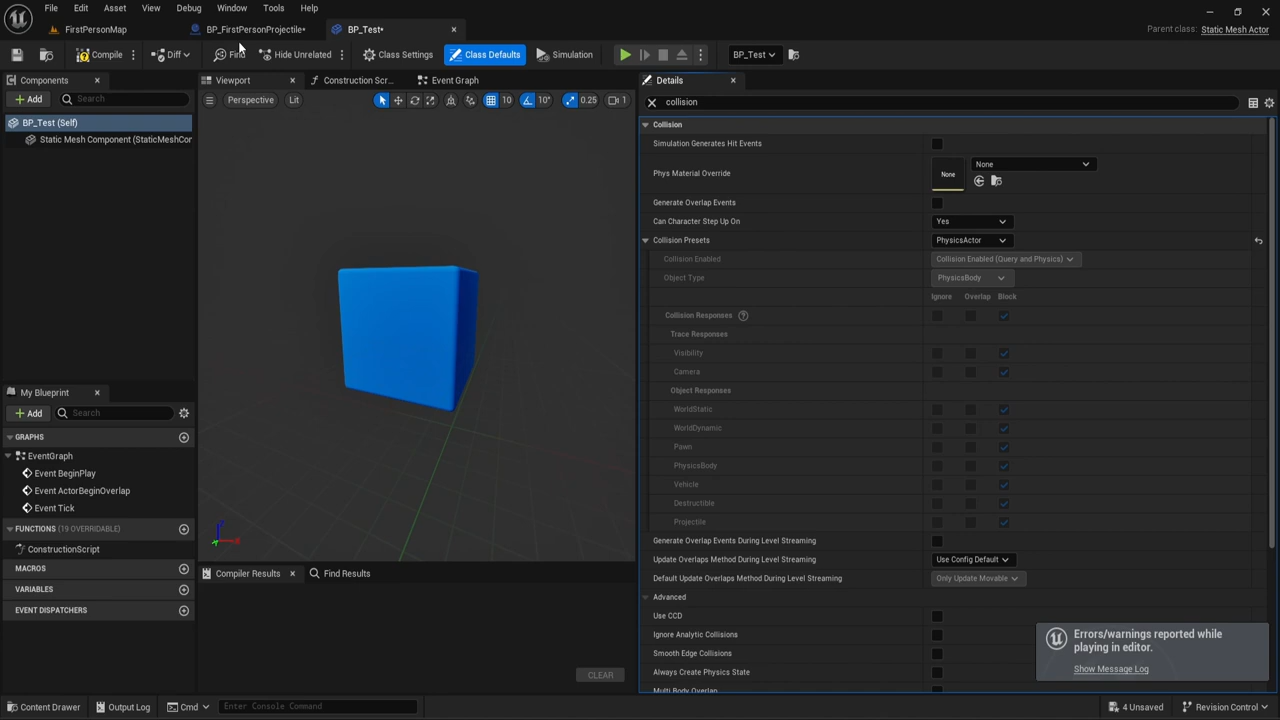 File Edit Asset View Debug Window Tools Help
FirstPersonMap BP_FirstPersonProjectile* BP_Test* Parent class: Static Mesh Actor
Compile Diff Find Hide Unrelated Class Settings Class Defaults Simulation BP_Test
Components Viewport Construction Scr... Event Graph Details
Add Search Perspective Lit 10 10° 0.25 1 collision
BP_Test (Self)
Static Mesh Component (StaticMeshCor
Collision
Simulation Generates Hit Events
Phys Material Override None None
Generate Overlap Events
Can Character Step Up On Yes
Collision Presets PhysicsActor
Collision Enabled Collision Enabled (Query and Physics)
Object Type PhysicsBody
Ignore Overlap Block
Collision Responses ?
Trace Responses
Visibility
Camera
Object Responses
WorldStatic
WorldDynamic
Pawn
PhysicsBody
Vehicle
Destructible
Projectile
Generate Overlap Events During Level Streaming
Update Overlaps Method During Level Streaming Use Config Default
Default Update Overlaps Method During Level Streaming Only Update Movable
Advanced
Use CCD
Ignore Analytic Collisions
Smooth Edge Collisions
Always Create Physics State
Multi Body Overlap
My Blueprint
Add Search
GRAPHS
EventGraph
Event BeginPlay
Event ActorBeginOverlap
Event Tick
FUNCTIONS (19 OVERRIDABLE)
ConstructionScript
MACROS
VARIABLES
EVENT DISPATCHERS
Compiler Results Find Results
CLEAR
Errors/warnings reported while
playing in editor.
Show Message Log
Content Drawer Output Log Cmd Enter Console Command 4 Unsaved Revision Control